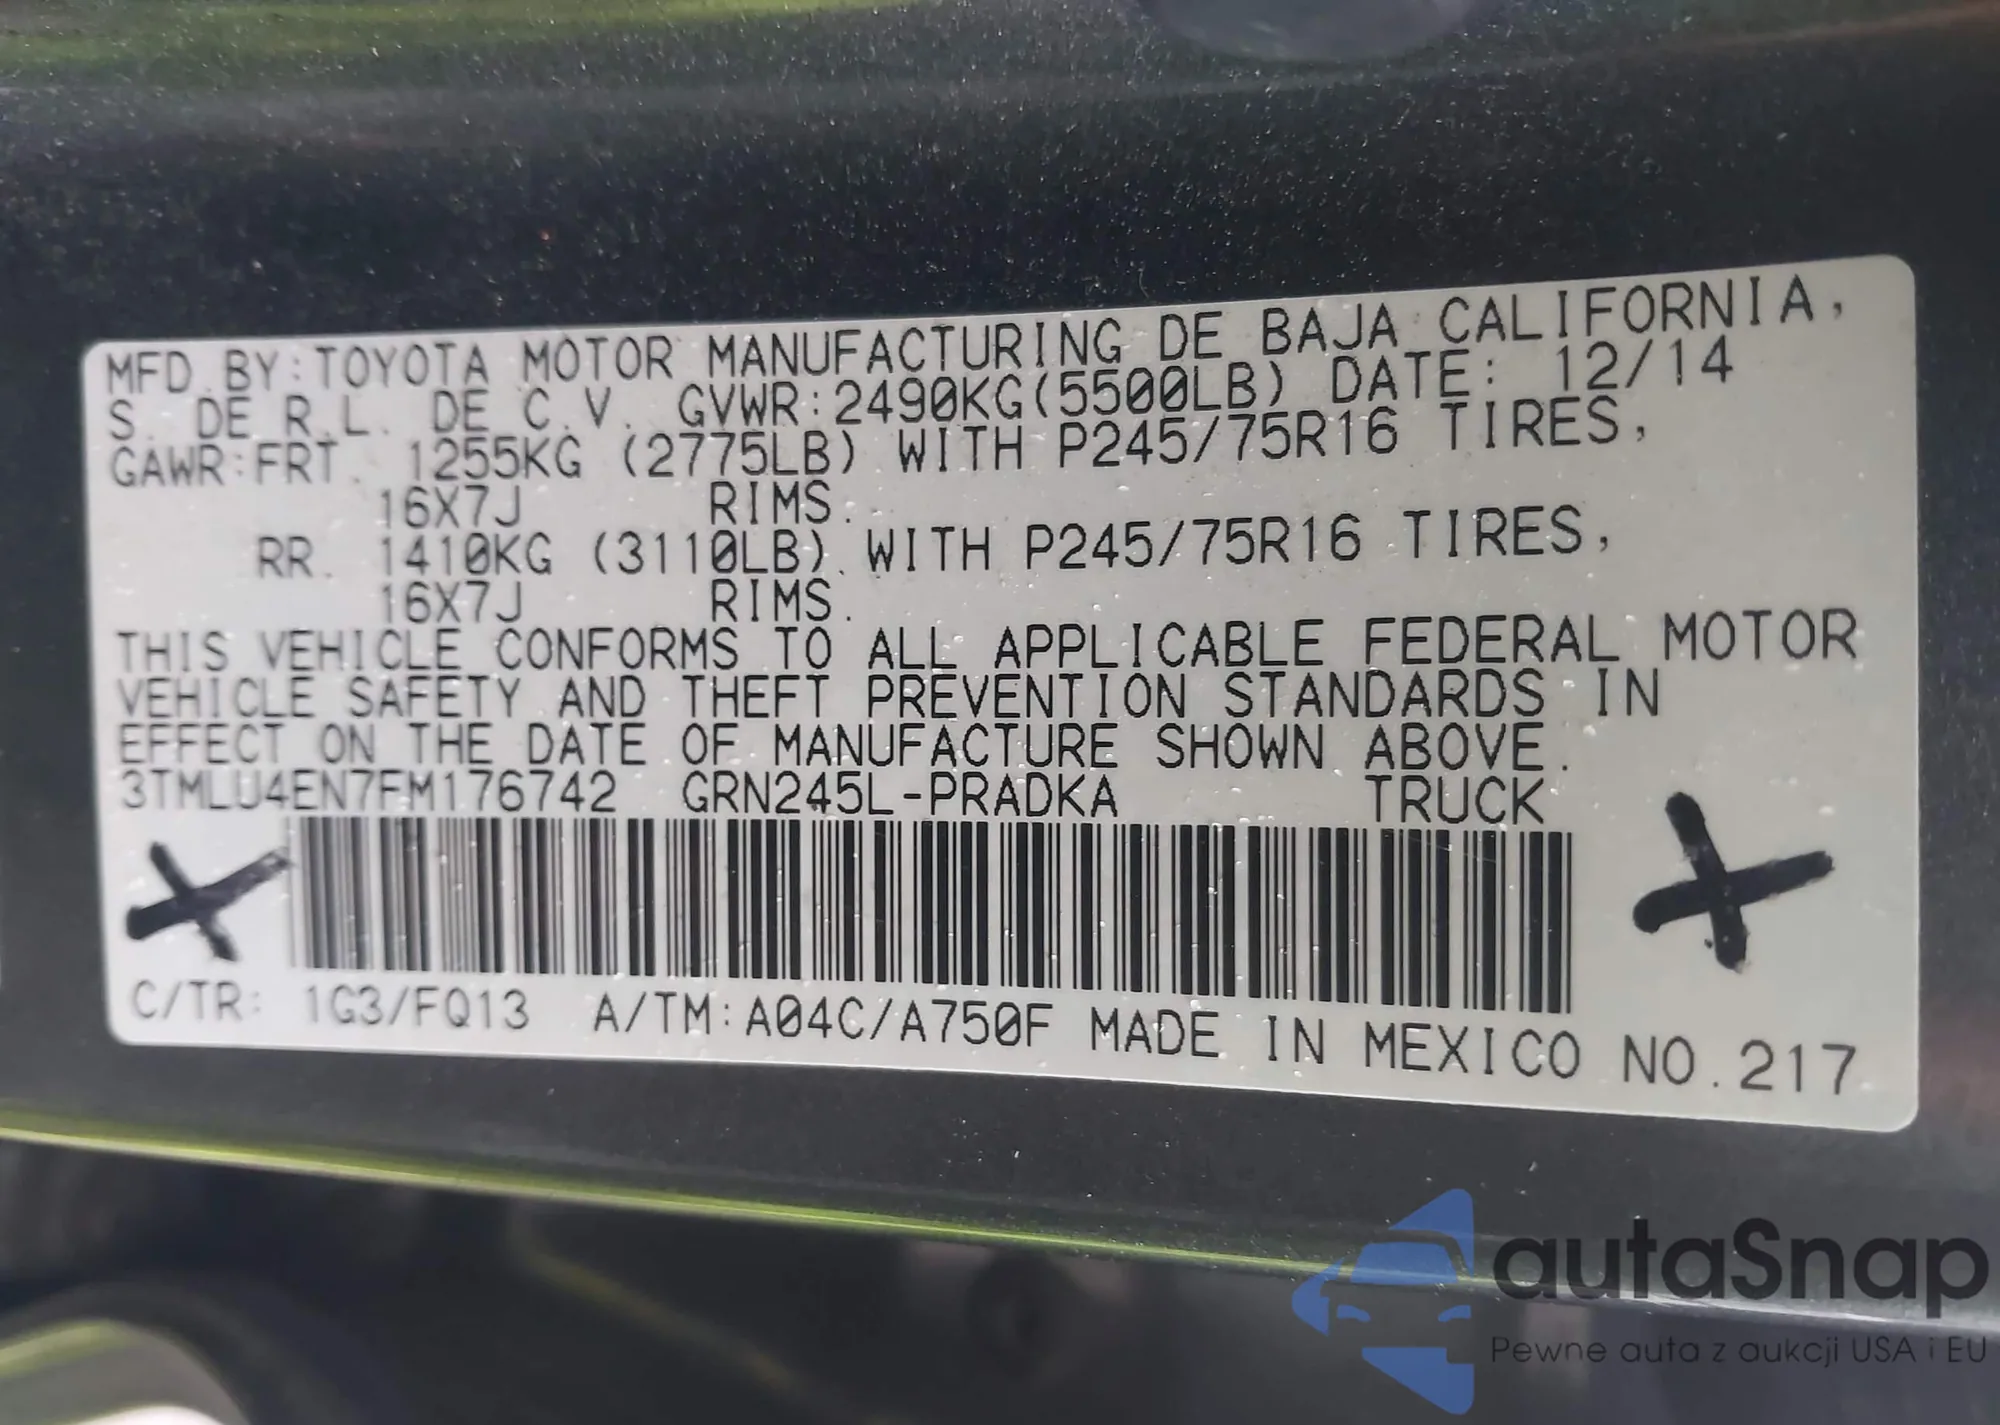 MFD.BY:TOYOTA MOTOR MANUFACTURING DE BAJA CALIFORNIA,
S. DE R.L. DE C.V. GVWR:2490KG(5500LB) DATE: 12/14
GAWR:FRT. 1255KG (2775LB) WITH P245/75R16 TIRES,
16X7J RIMS.
RR. 1410KG (3110LB) WITH P245/75R16 TIRES,
16X7J RIMS.
THIS VEHICLE CONFORMS TO ALL APPLICABLE FEDERAL MOTOR
VEHICLE SAFETY AND THEFT PREVENTION STANDARDS IN
EFFECT ON THE DATE OF MANUFACTURE SHOWN ABOVE.
3TMLU4EN7FM176742 GRN245L-PRADKA TRUCK
C/TR: 1G3/FQ13 A/TM:A04C/A750F MADE IN MEXICO NO.217
autaSnap
Pewne auta z aukcji USA i EU